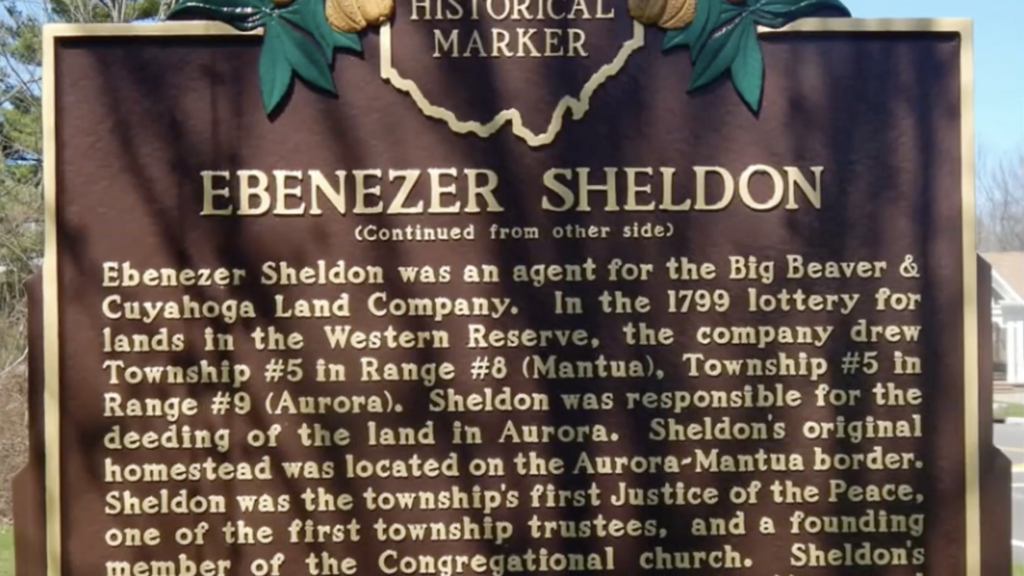 HISTORICAL
MARKER
EBENEZER SHELDON
(Continued from other side)
Ebenezer Sheldon was an agent for the Big Beaver &
Cuyahoga Land Company. In the 1799 lottery for
lands in the Western Reserve, the company drew
Township #5 in Range #8 (Mantua), Township #5 in
Range #9 (Aurora). Sheldon was responsible for the
deeding of the land in Aurora. Sheldon's original
homestead was located on the Aurora-Mantua border.
Sheldon was the township's first Justice of the Peace,
one of the first township trustees, and a founding
member of the Congregational church. Sheldon's